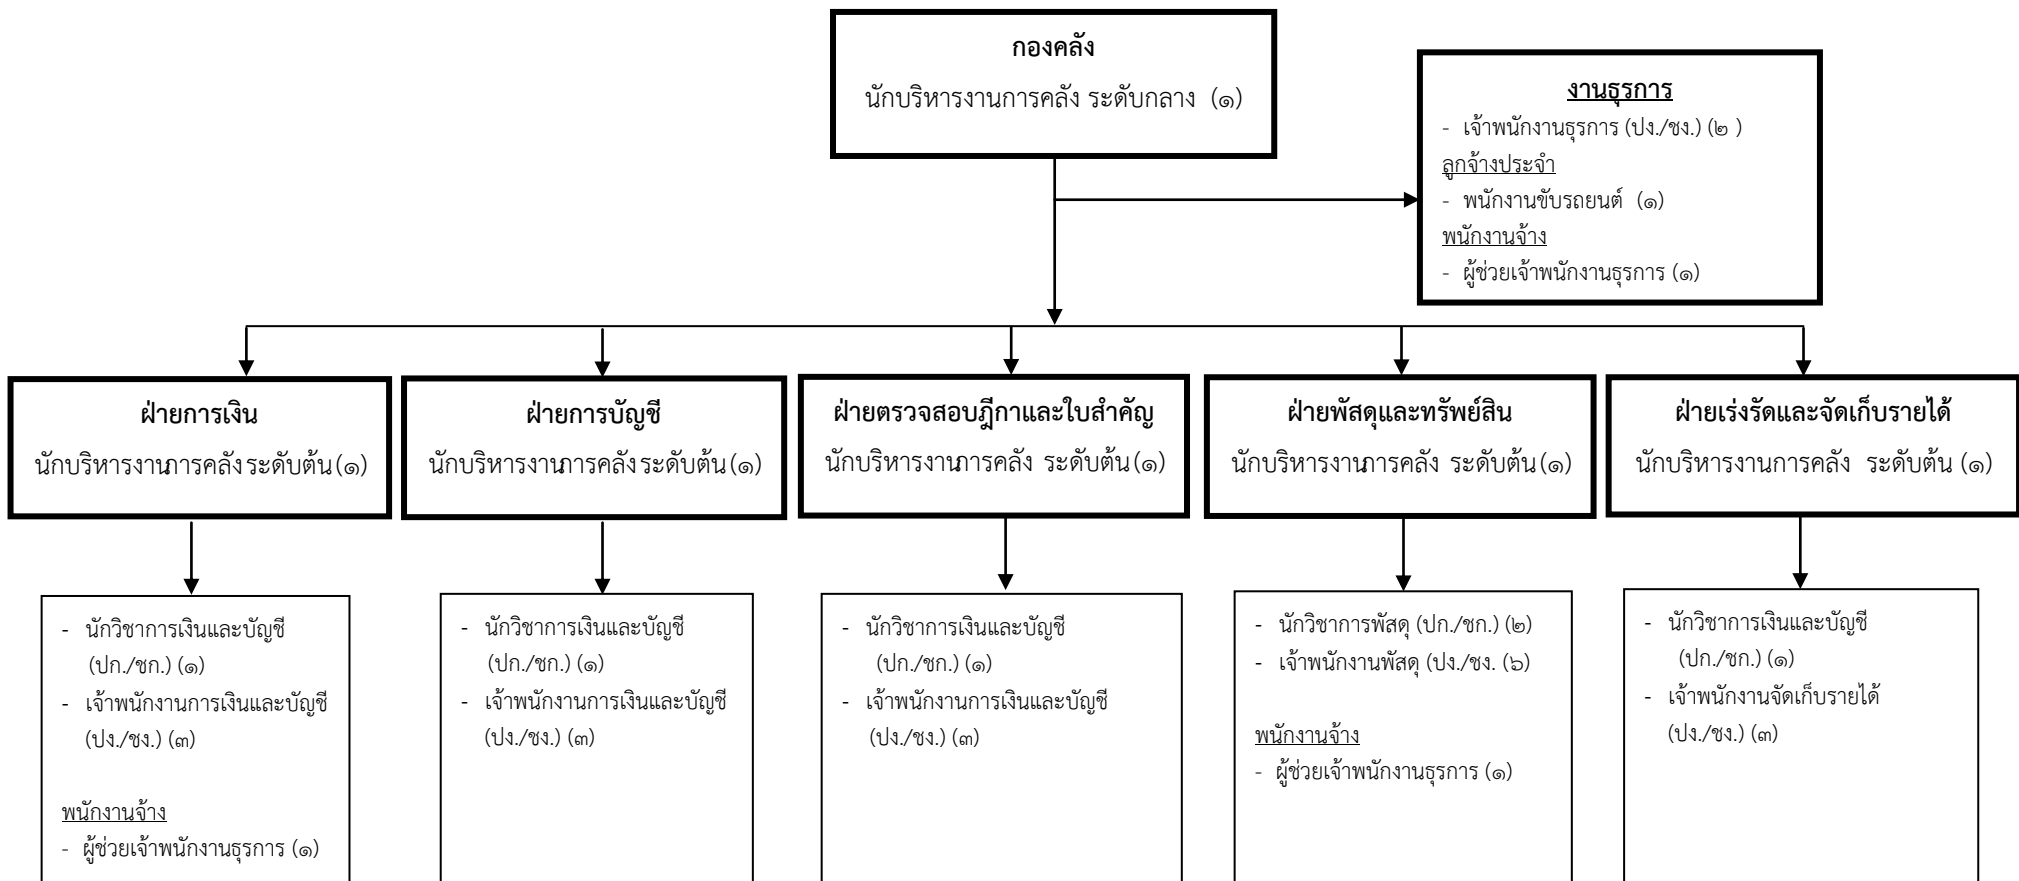 กองคลัง
นักบริหารงานการคลัง ระดับกลาง (๑)
งานธุรการ
- เจ้าพนักงานธุรการ (ปง./ชง.) (๒ )
ลูกจ้างประจำ
- พนักงานขับรถยนต์ (๑)
พนักงานจ้าง
- ผู้ช่วยเจ้าพนักงานธุรการ (๑)
ฝ่ายการเงิน
นักบริหารงานการคลัง ระดับต้น (๑)
ฝ่ายการบัญชี
นักบริหารงานการคลัง ระดับต้น (๑)
ฝ่ายตรวจสอบฎีกาและใบสำคัญ
นักบริหารงานการคลัง ระดับต้น (๑)
ฝ่ายพัสดุและทรัพย์สิน
นักบริหารงานการคลัง ระดับต้น (๑)
ฝ่ายเร่งรัดและจัดเก็บรายได้
นักบริหารงานการคลัง ระดับต้น (๑)
- นักวิชาการเงินและบัญชี
(ปก./ชก.) (๑)
- เจ้าพนักงานการเงินและบัญชี
(ปง./ชง.) (๓)
พนักงานจ้าง
- ผู้ช่วยเจ้าพนักงานธุรการ (๑)
- นักวิชาการเงินและบัญชี
(ปก./ชก.) (๑)
- เจ้าพนักงานการเงินและบัญชี
(ปง./ชง.) (๓)
- นักวิชาการเงินและบัญชี
(ปก./ชก.) (๑)
- เจ้าพนักงานการเงินและบัญชี
(ปง./ชง.) (๓)
- นักวิชาการพัสดุ (ปก./ชก.) (๒)
- เจ้าพนักงานพัสดุ (ปง./ชง. (๖)
พนักงานจ้าง
- ผู้ช่วยเจ้าพนักงานธุรการ (๑)
- นักวิชาการเงินและบัญชี
(ปก./ชก.) (๑)
- เจ้าพนักงานจัดเก็บรายได้
(ปง./ชง.) (๓)